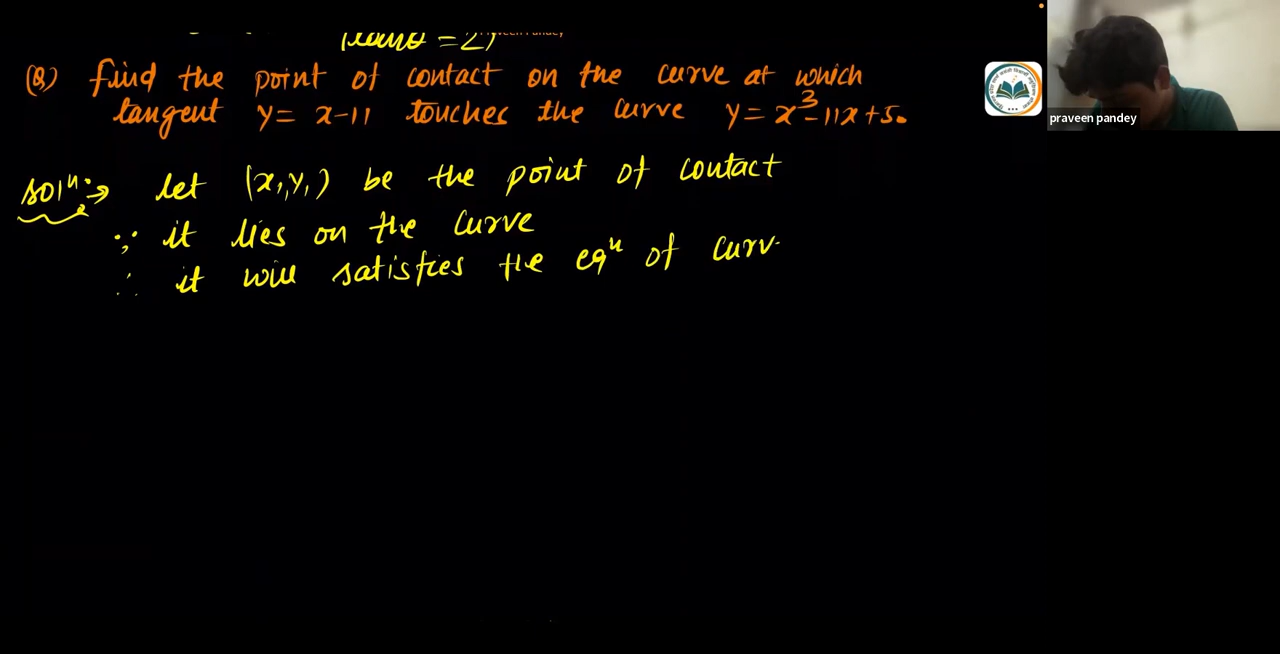 = 2)
(Q) find the point of contact on the curve at which
tangent y = x-11 touches the curve y = x³-11x+5.
praveen pandey
Solⁿ:→ let (x₁,y₁) be the point of contact
∵ it lies on the curve
∴ it will satisfies the eqⁿ of curv